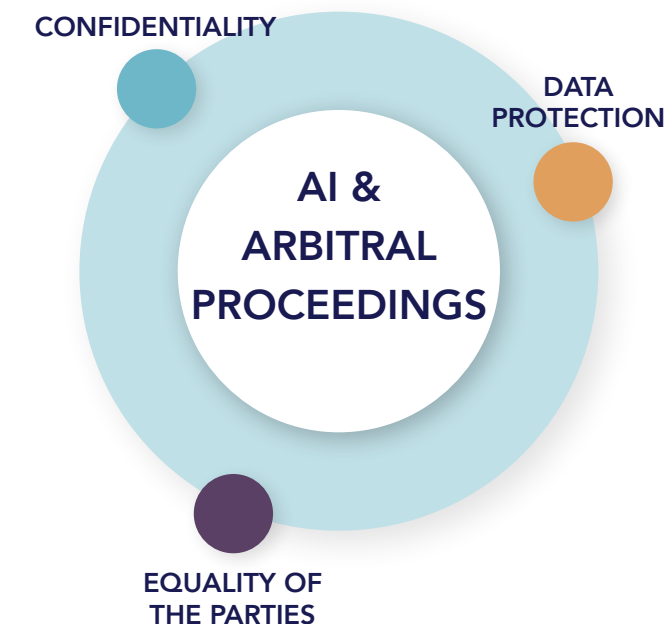 CONFIDENTIALITY
DATA
PROTECTION
AI &
ARBITRAL
PROCEEDINGS
EQUALITY OF
THE PARTIES